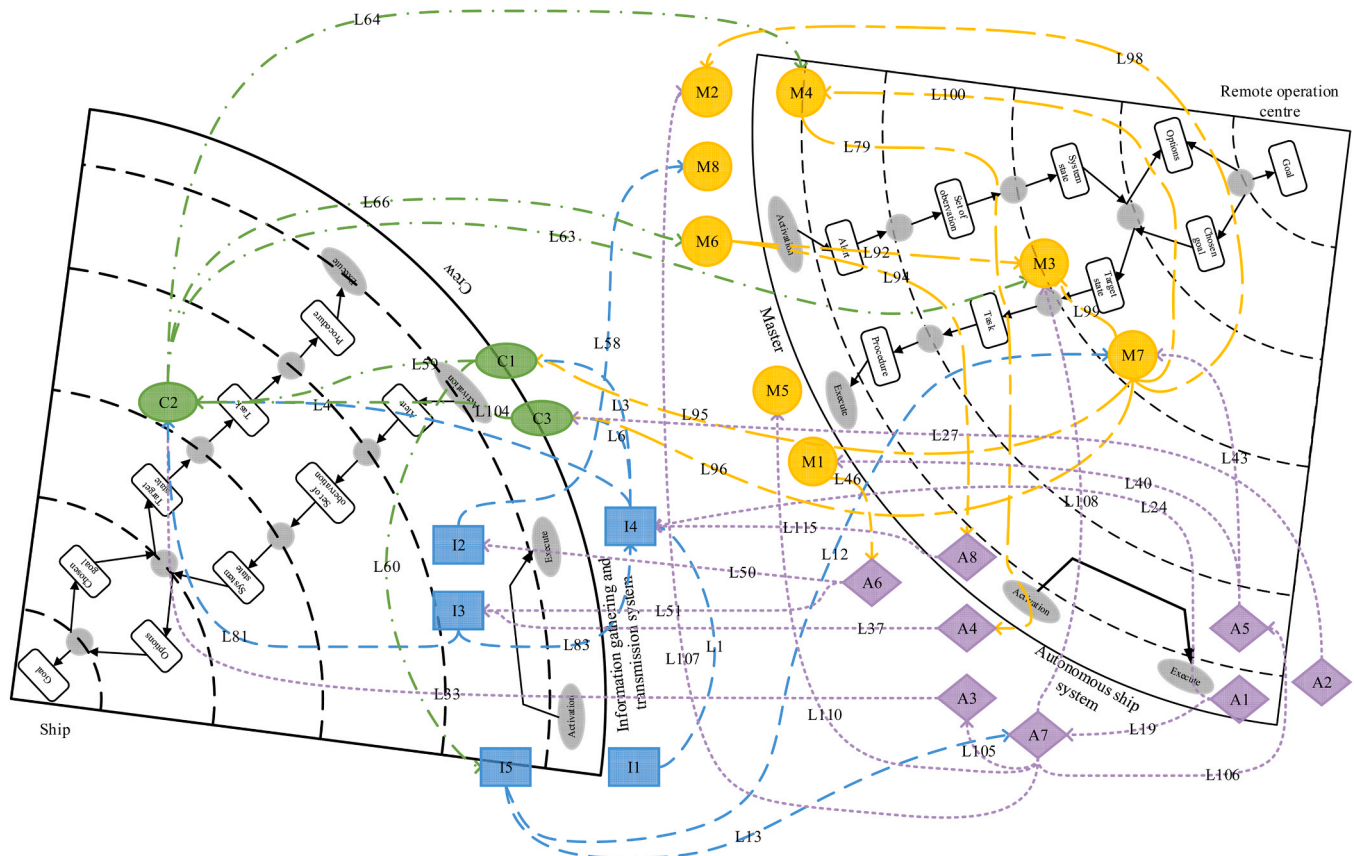 L64
L98
M2
M4
L100
Remote operation
centre
L79
Options
M8
System
state
Goal
Set of
obervation
L66
Activation
Alert
M6
L63
L92
Chosen
goal
M3
L94
Execute
Crew
Target
state
L99
Master
Task
Procedure
Procedure
L58
M7
C1
L59
Activation
M5
Execute
C2
L4
Task
Alert
L104
C3
L3
L95
L6
L27
M1
L96
L43
L46
Target
state
Set of
obervation
L40
L108
L24
I4
L115
I2
Execute
L12
A8
L50
L60
A6
Chosen
goal
System
state
Activation
I3
L51
L37
A4
A5
Options
L81
L83
Information gathering and
transmission system
L1
L107
Autonomous ship
system
Goal
Execute
A2
L33
A3
A1
Ship
Activation
L110
L19
A7
L105
I5
I1
L106
L13